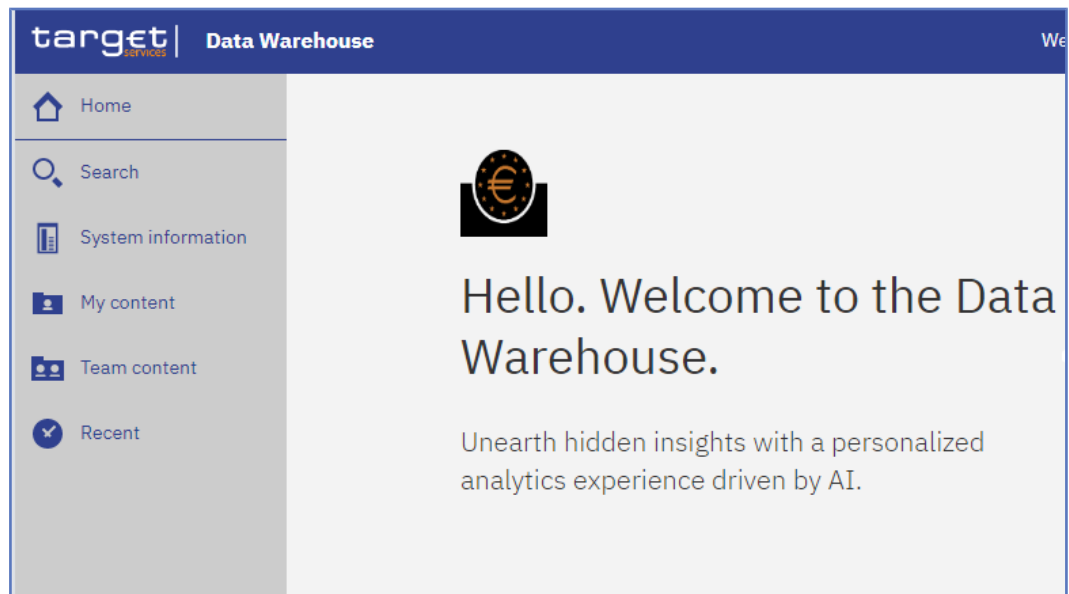 target services Data Warehouse We
Home
Search
System information
My content
Team content
Recent
Hello. Welcome to the Data
Warehouse.
Unearth hidden insights with a personalized
analytics experience driven by AI.